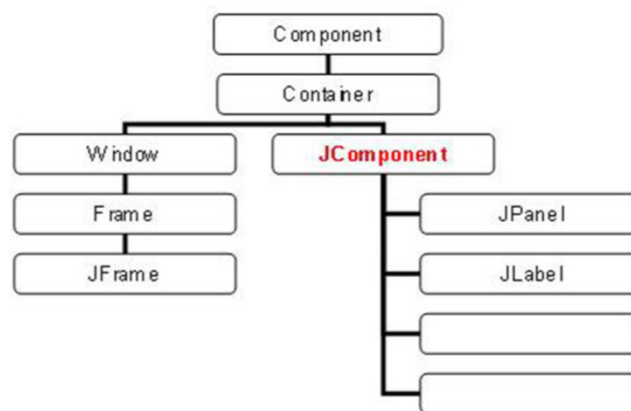 Component
Container
Window
JComponent
Frame
JPanel
JFrame
JLabel